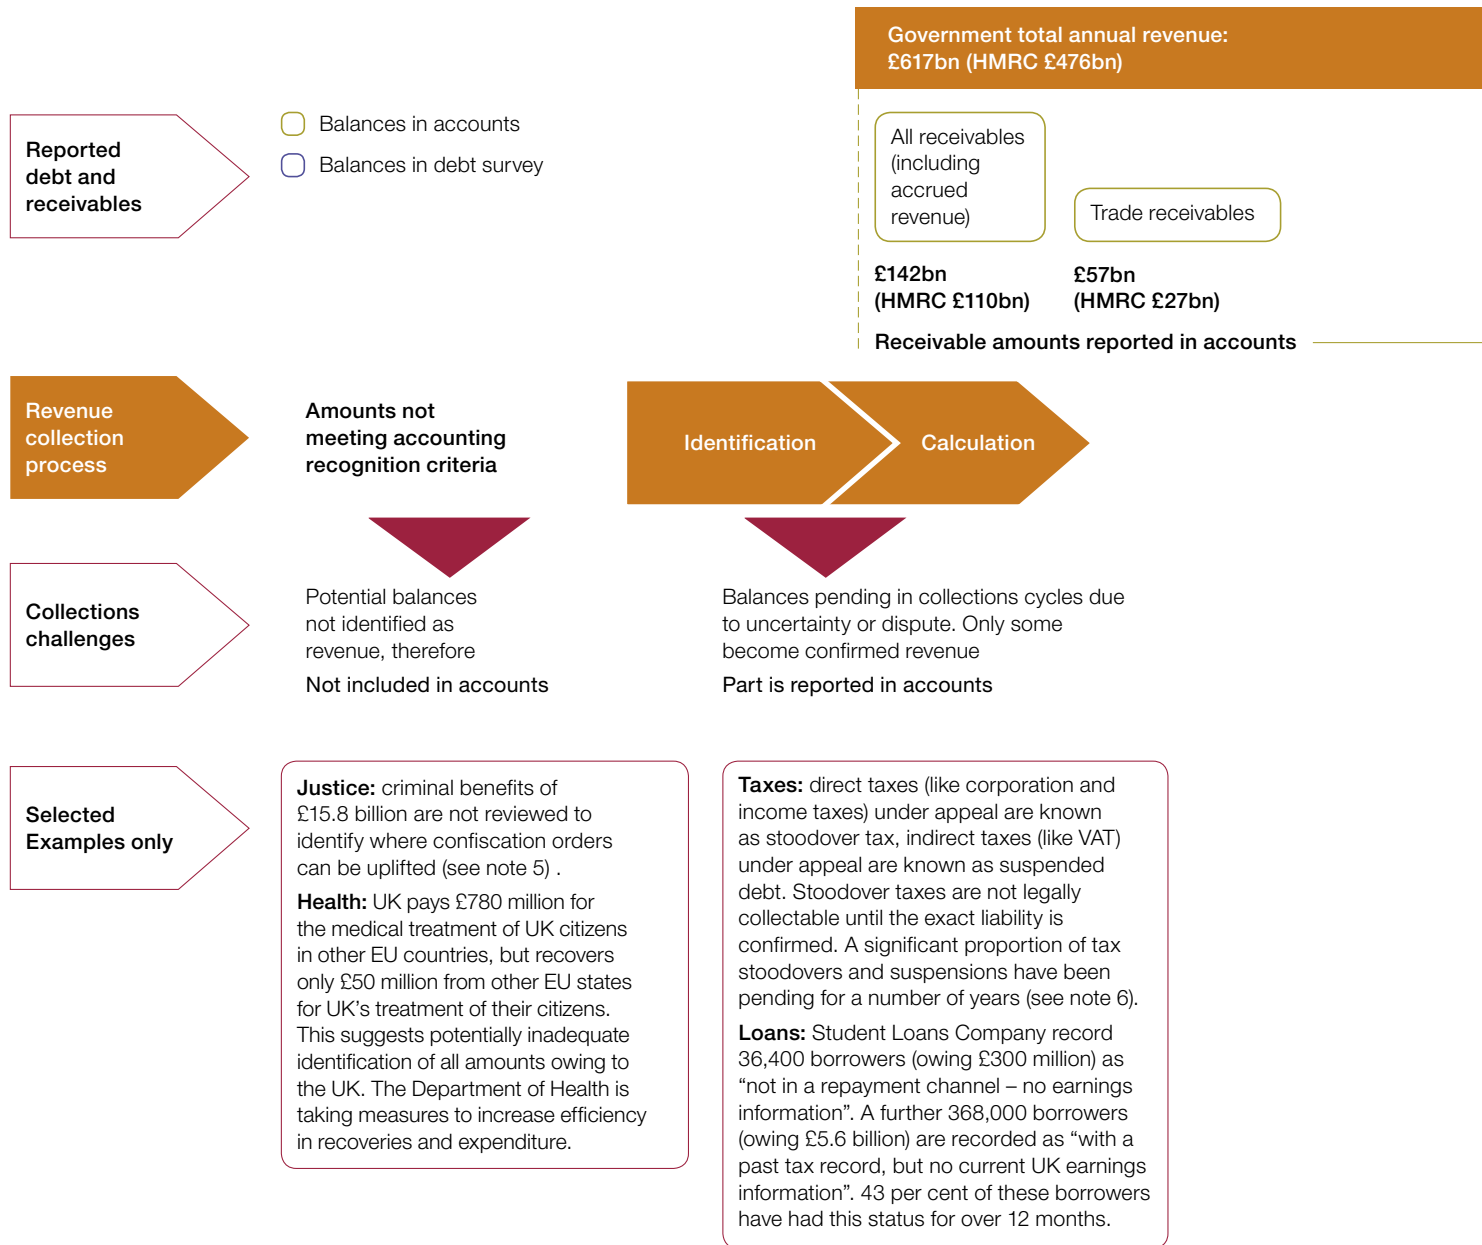 Government total annual revenue:
£617bn (HMRC £476bn)
Reported
debt and
receivables
Balances in accounts
Balances in debt survey
All receivables
(including
accrued
revenue)
Trade receivables
£142bn
(HMRC £110bn)
£57bn
(HMRC £27bn)
Receivable amounts reported in accounts
Revenue
collection
process
Amounts not
meeting accounting
recognition criteria
Identification
Calculation
Collections
challenges
Potential balances
not identified as
revenue, therefore
Not included in accounts
Balances pending in collections cycles due
to uncertainty or dispute. Only some
become confirmed revenue
Part is reported in accounts
Selected
Examples only
Justice: criminal benefits of
£15.8 billion are not reviewed to
identify where confiscation orders
can be uplifted (see note 5) .
Health: UK pays £780 million for
the medical treatment of UK citizens
in other EU countries, but recovers
only £50 million from other EU states
for UK's treatment of their citizens.
This suggests potentially inadequate
identification of all amounts owing to
the UK. The Department of Health is
taking measures to increase efficiency
in recoveries and expenditure.
Taxes: direct taxes (like corporation and
income taxes) under appeal are known
as stoodover tax, indirect taxes (like VAT)
under appeal are known as suspended
debt. Stoodover taxes are not legally
collectable until the exact liability is
confirmed. A significant proportion of tax
stoodovers and suspensions have been
pending for a number of years (see note 6).
Loans: Student Loans Company record
36,400 borrowers (owing £300 million) as
“not in a repayment channel – no earnings
information”. A further 368,000 borrowers
(owing £5.6 billion) are recorded as “with a
past tax record, but no current UK earnings
information”. 43 per cent of these borrowers
have had this status for over 12 months.